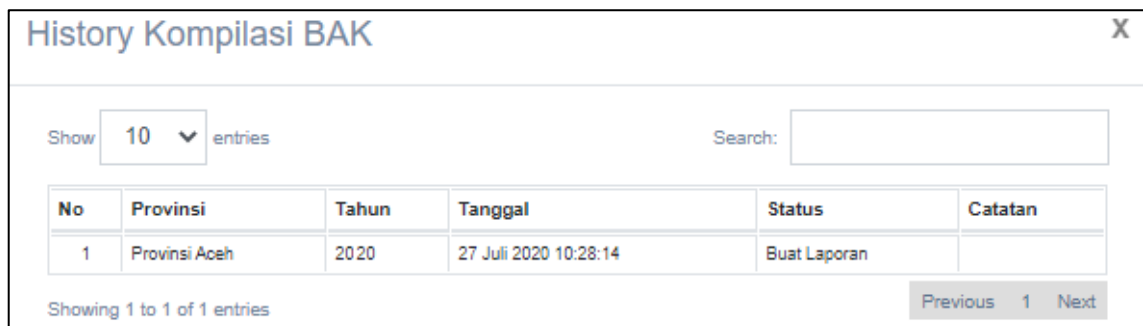 History Kompilasi BAK X
Show 10 entries Search:
No Provinsi Tahun Tanggal Status Catatan
1 Provinsi Aceh 2020 27 Juli 2020 10:28:14 Buat Laporan
Showing 1 to 1 of 1 entries Previous 1 Next